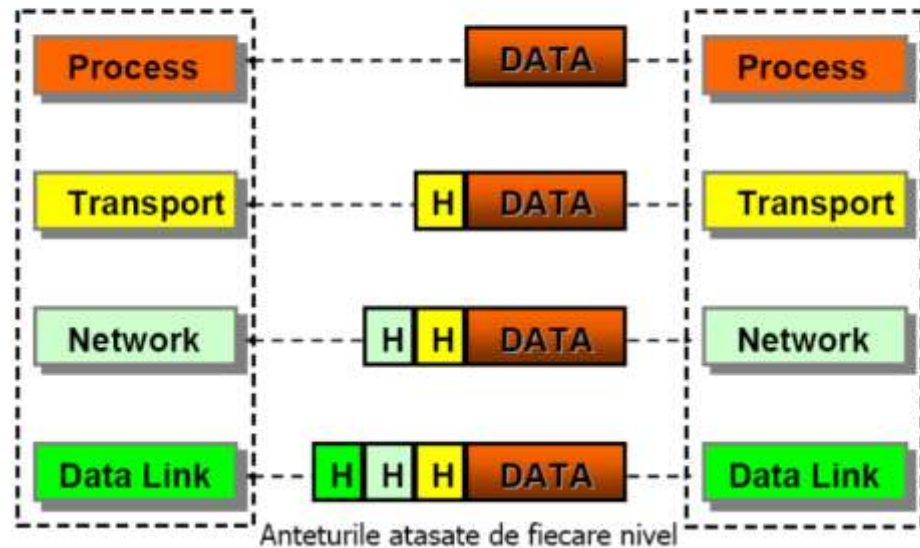 Process DATA Process
Transport H DATA Transport
Network H H DATA Network
Data Link H H H DATA Data Link
Anteturile atasate de fiecare nivel